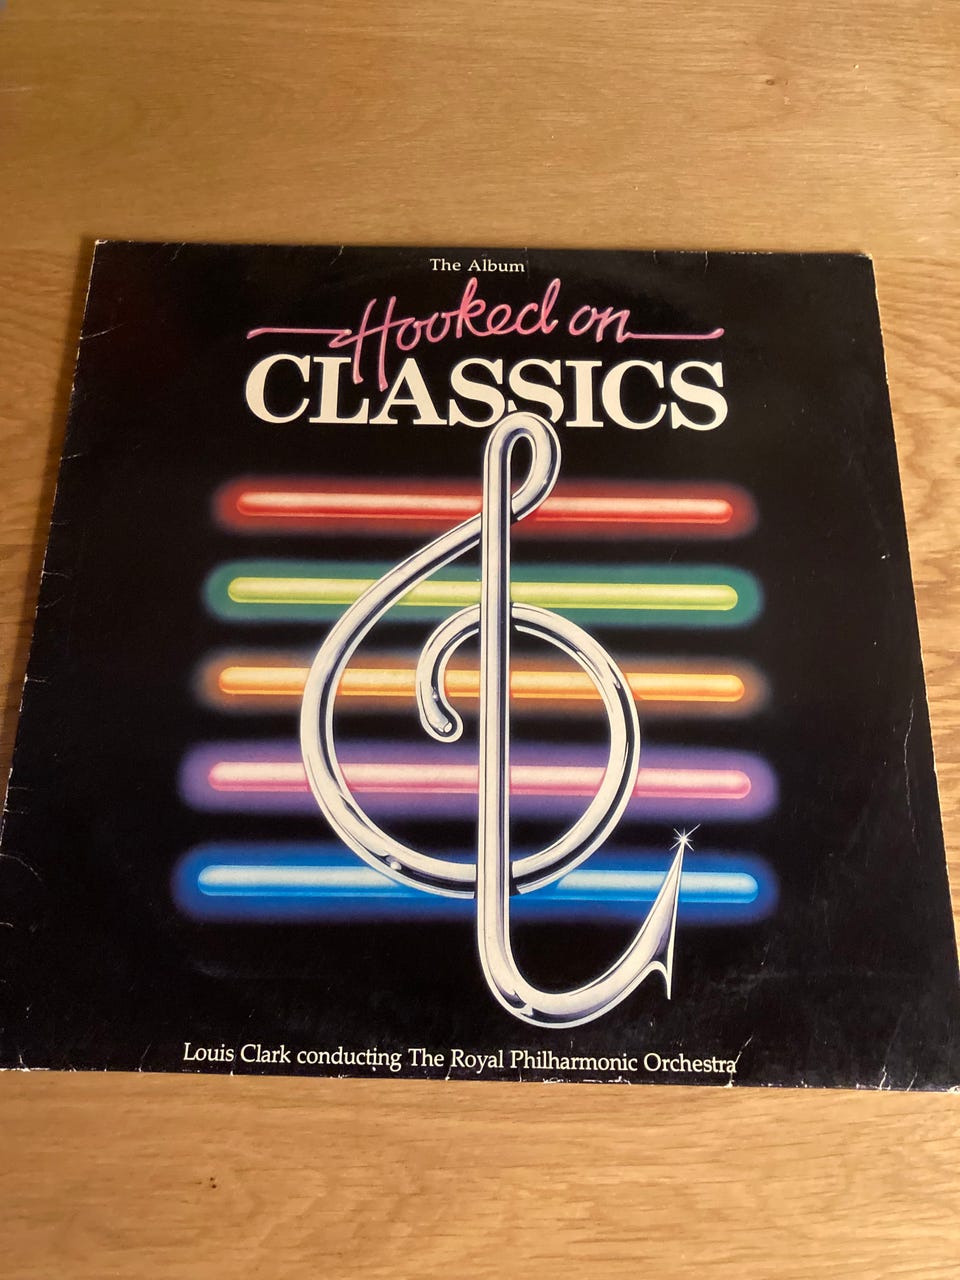 The Album
Hooked on
CLASSICS
Louis Clark conducting The Royal Philharmonic Orchestra